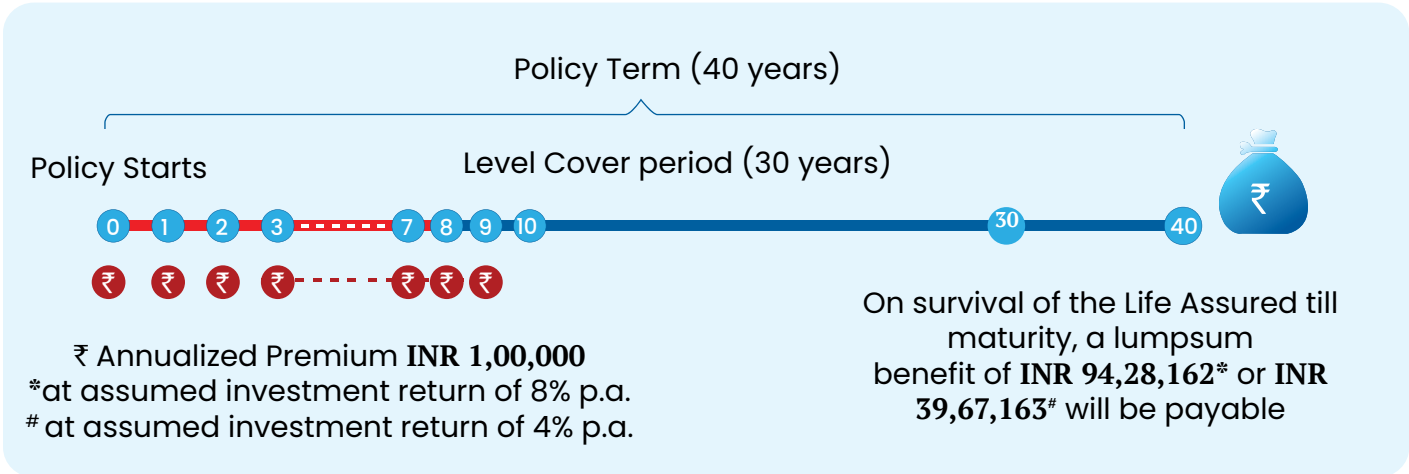 Policy Term (40 years)
Policy Starts
Level Cover period (30 years)
0 1 2 3 7 8 9 10 30 40
₹
₹ ₹ ₹ ₹ ₹ ₹ ₹
₹ Annualized Premium INR 1,00,000
*at assumed investment return of 8% p.a.
# at assumed investment return of 4% p.a.
On survival of the Life Assured till
maturity, a lumpsum
benefit of INR 94,28,162* or INR
39,67,163# will be payable